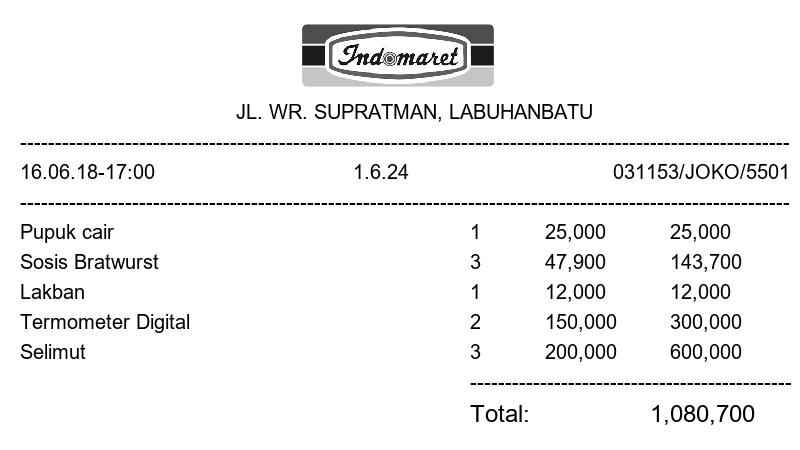 Indomaret
JL. WR. SUPRATMAN, LABUHANBATU
16.06.18-17:00 1.6.24 031153/JOKO/5501
Pupuk cair 1 25,000 25,000
Sosis Bratwurst 3 47,900 143,700
Lakban 1 12,000 12,000
Termometer Digital 2 150,000 300,000
Selimut 3 200,000 600,000
Total: 1,080,700